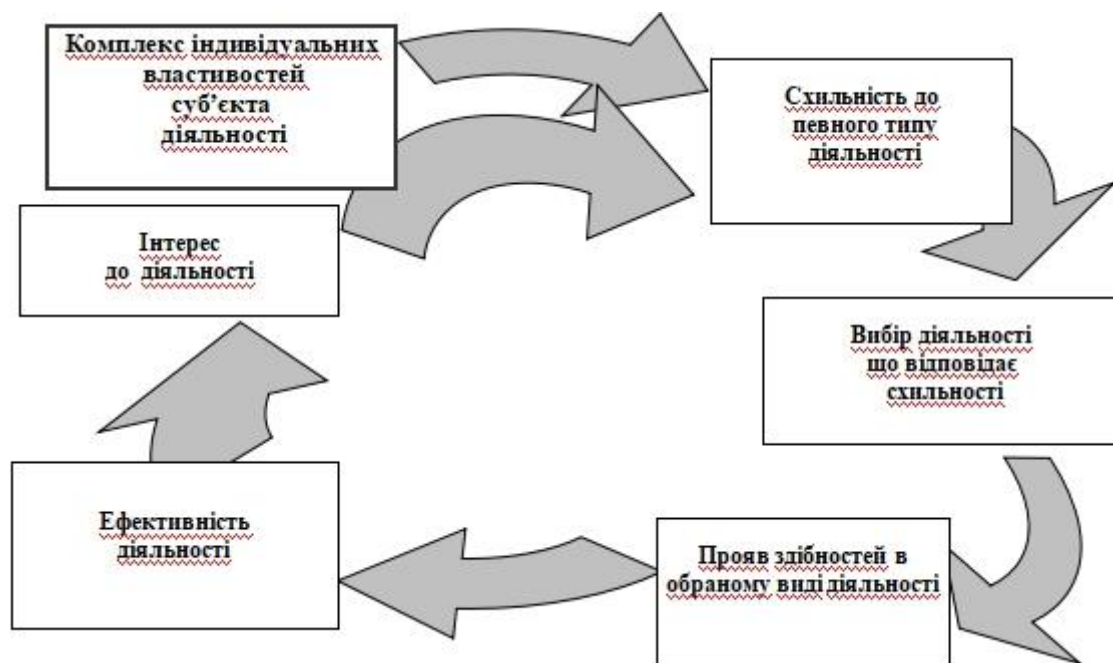 Комплекс індивідуальних
властивостей
суб’єкта
діяльності
Схильність до
певного типу
діяльності
Інтерес
до діяльності
Вибір діяльності
що відповідає
схильності
Ефективність
діяльності
Прояв здібностей в
обраному виді діяльності